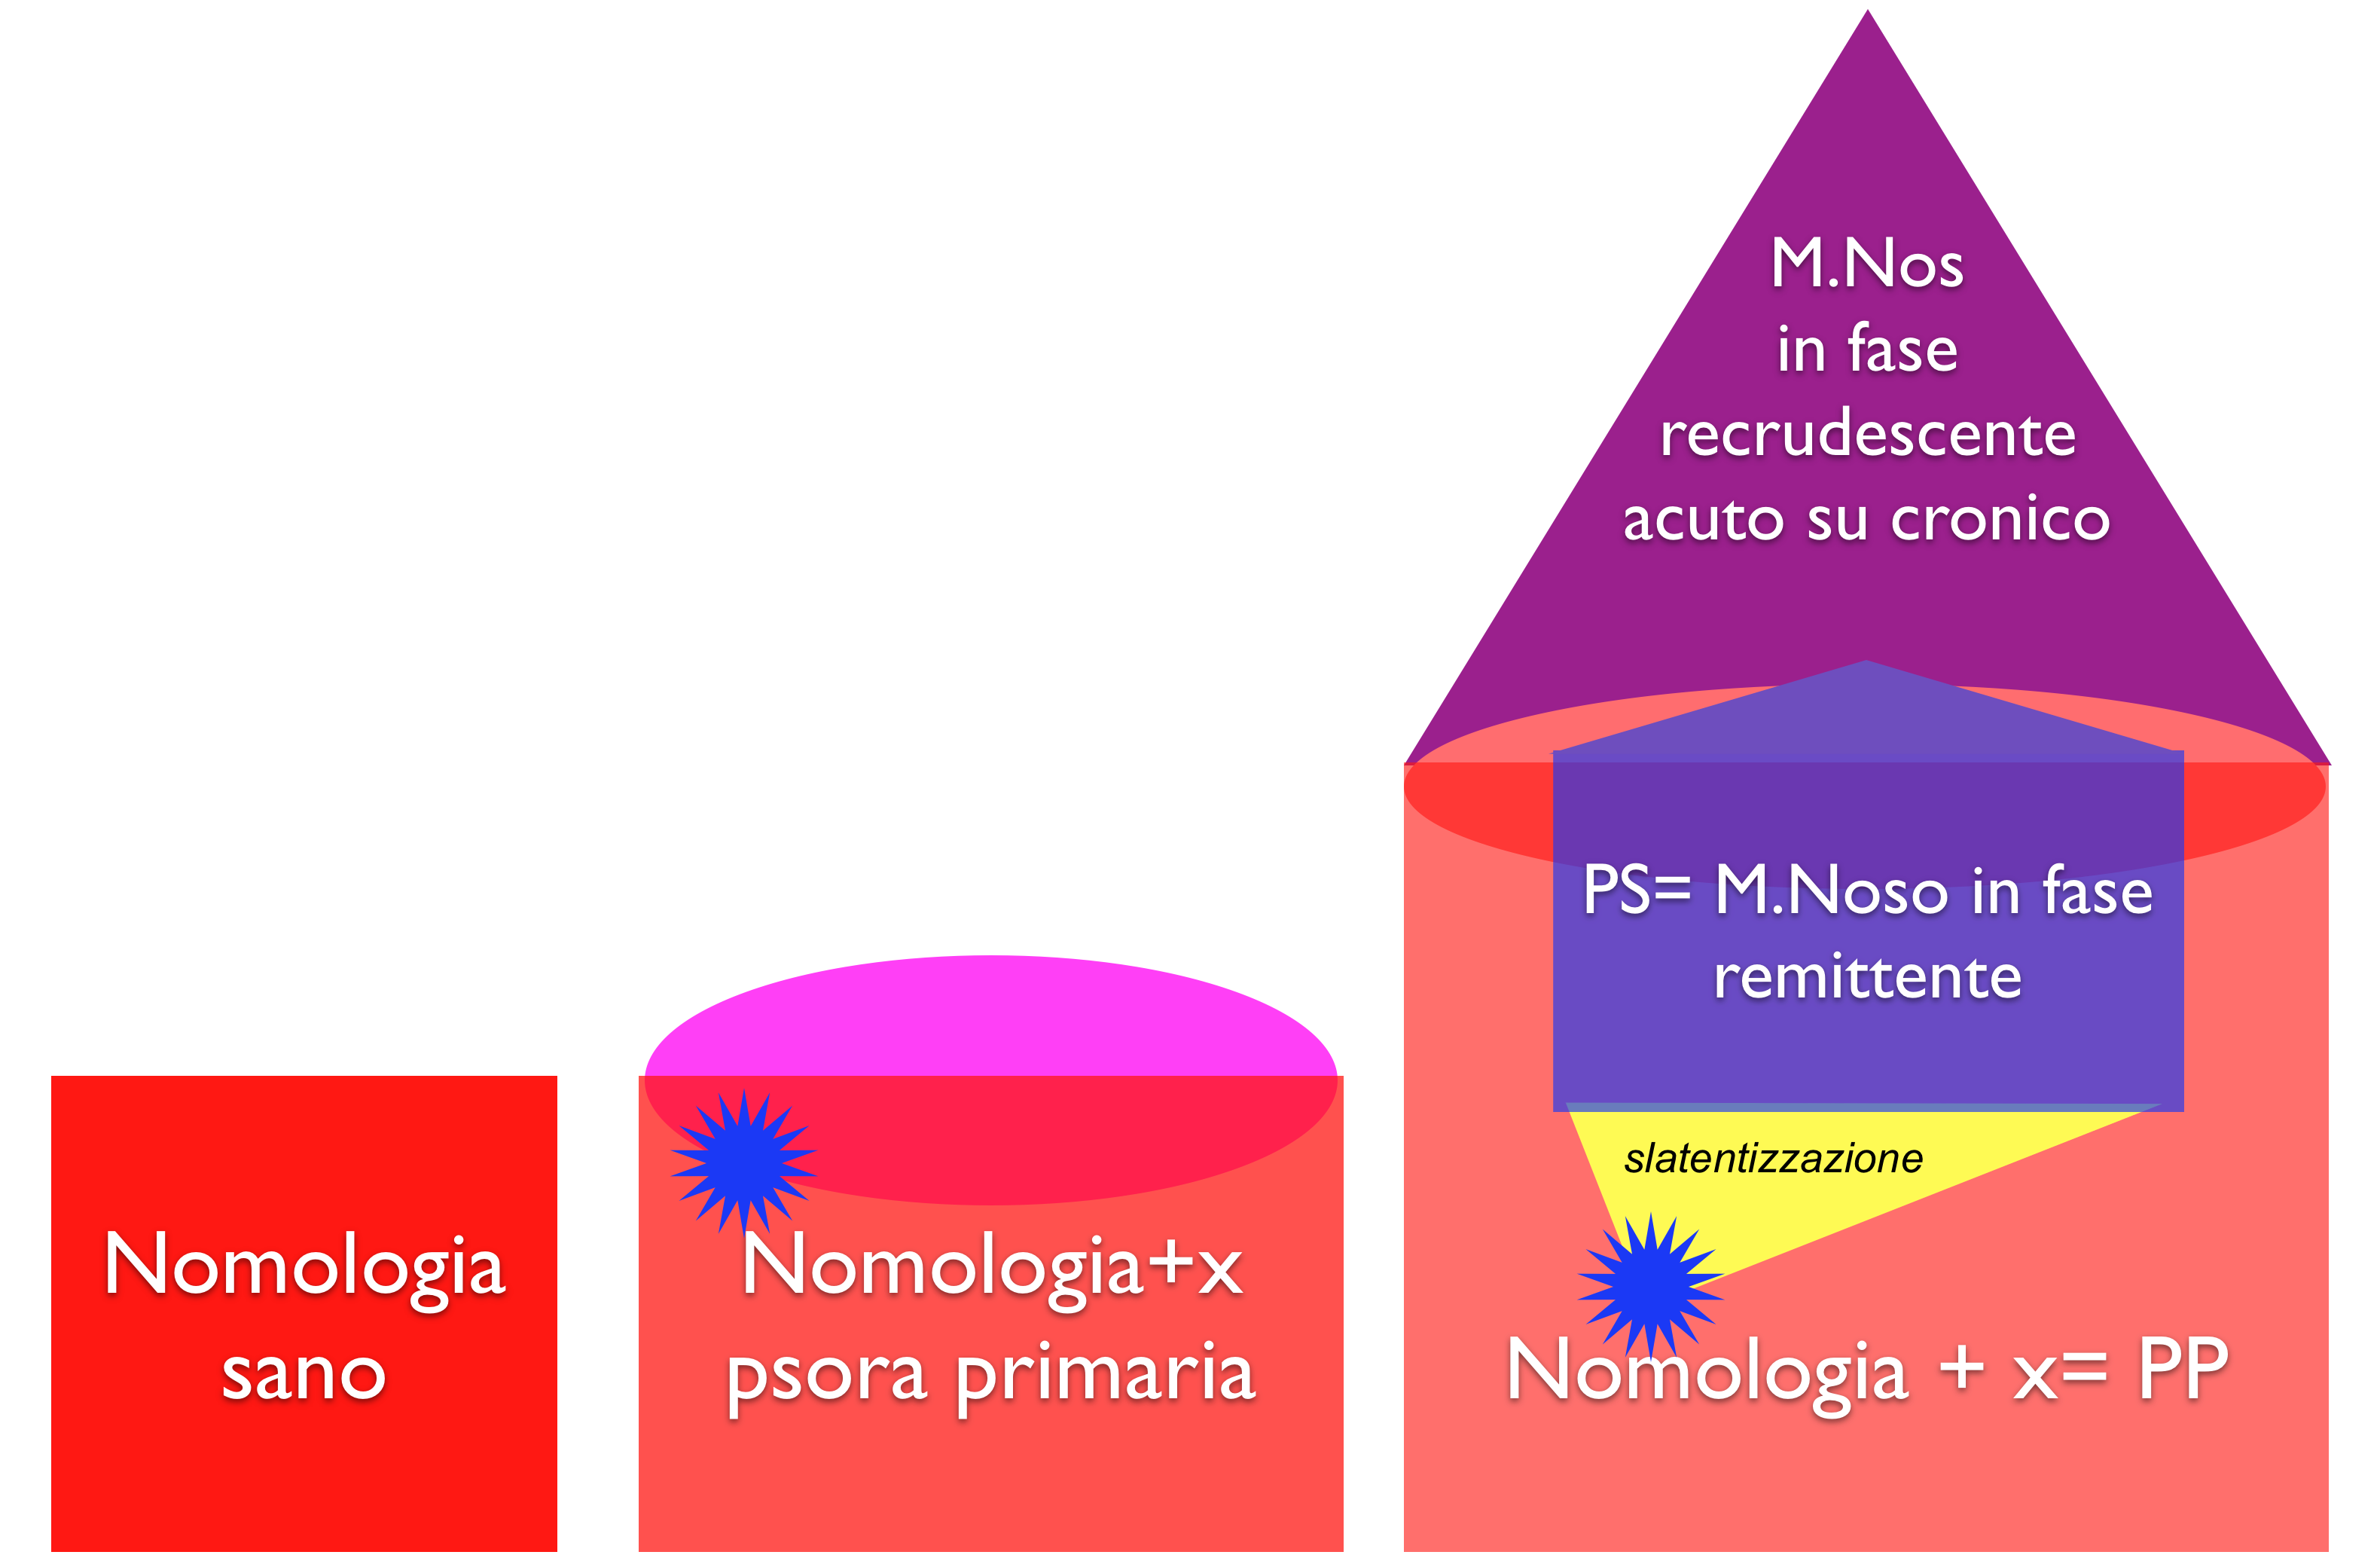 Nomologia
sano
Nomologia+x
psora primaria
M.Nos
in fase
recrudescente
acuto su cronico
PS= M.Noso in fase
remittente
slatentizzazione
Nomologia + x= PP